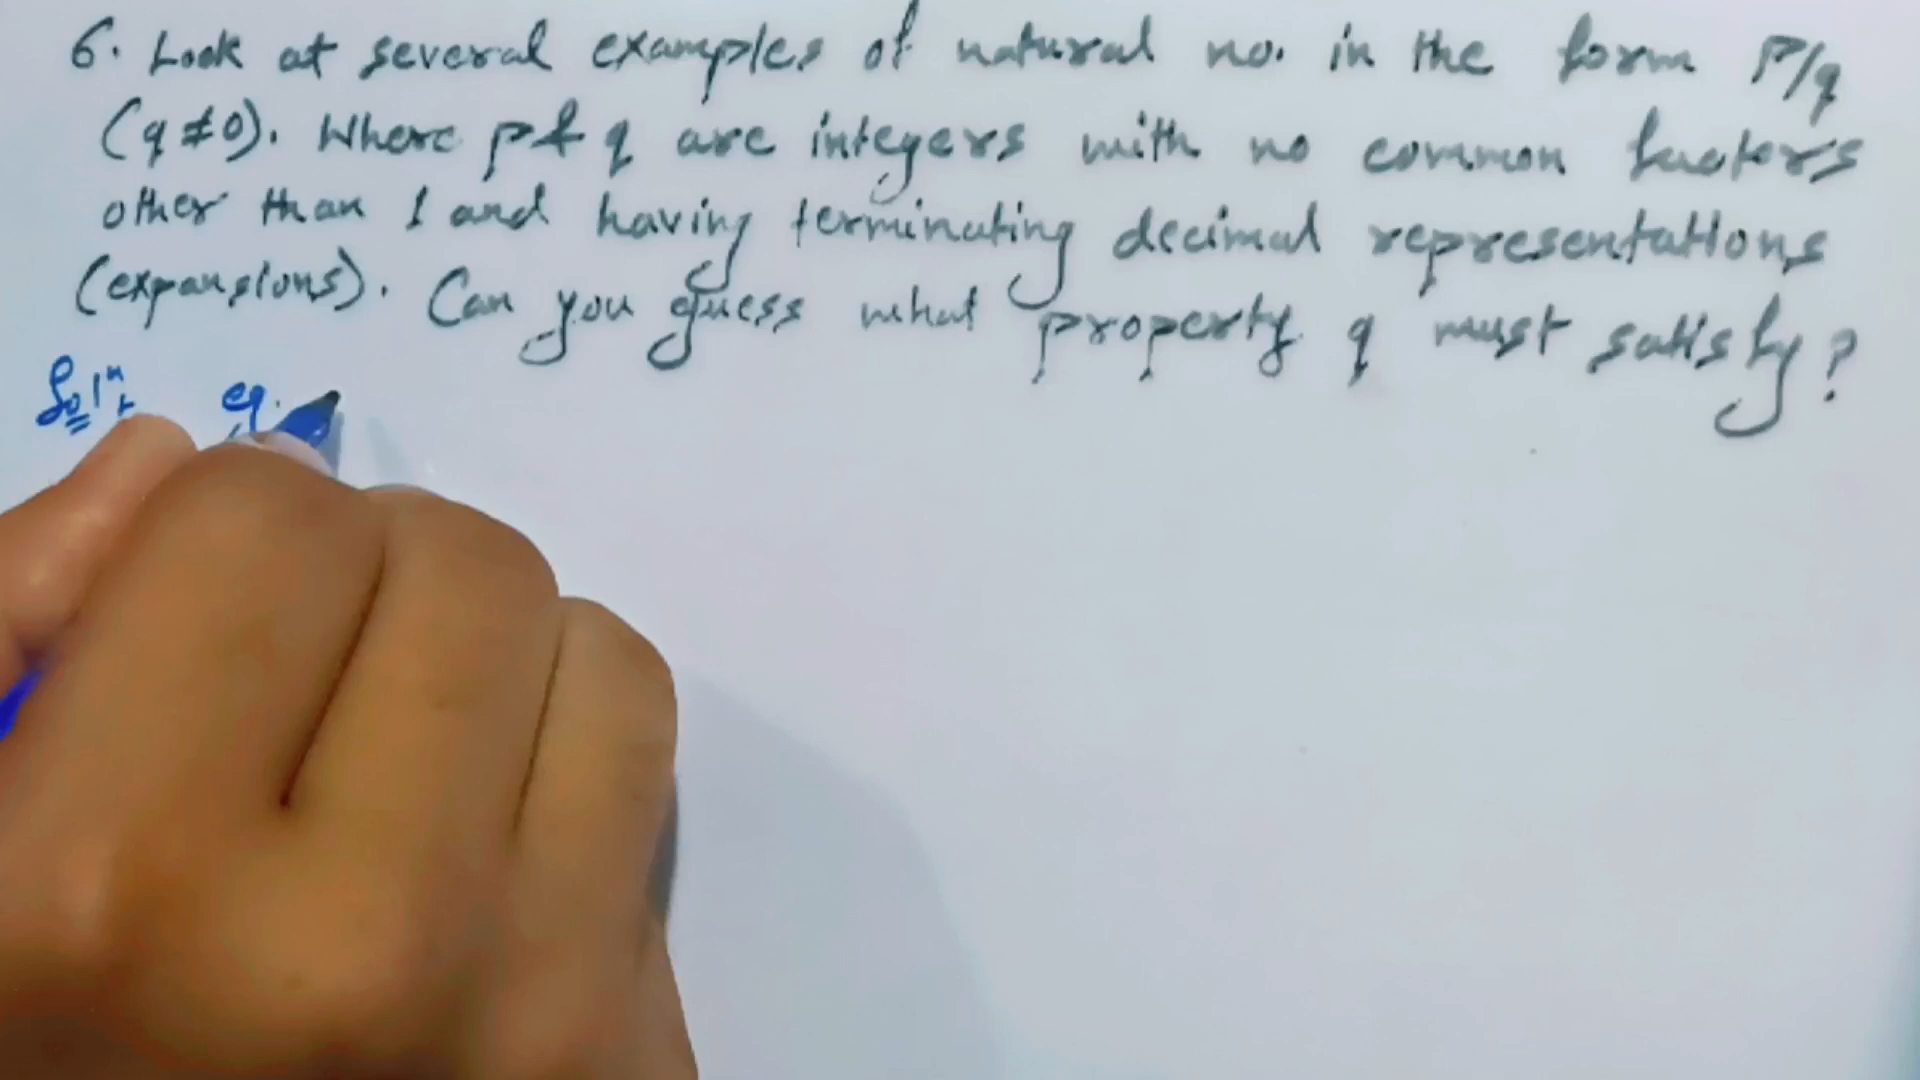 6. Look at several examples of natural no. in the form P/q
(q≠0). Where p & q are integers with no common factors
other than 1 and having terminating decimal representations
(expansions). Can you guess what property q must satisfy?
Solⁿ: eg.